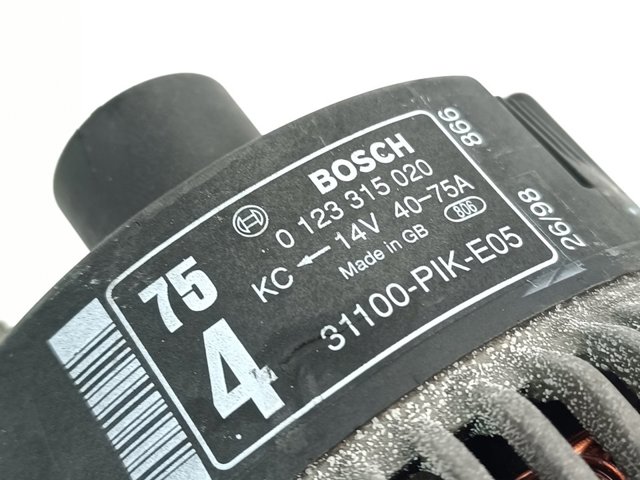 BOSCH
0 123 315 020
KC ← 14V 40-75A
Made in GB 806
31100-PIK-E05
75
4
866
26/98